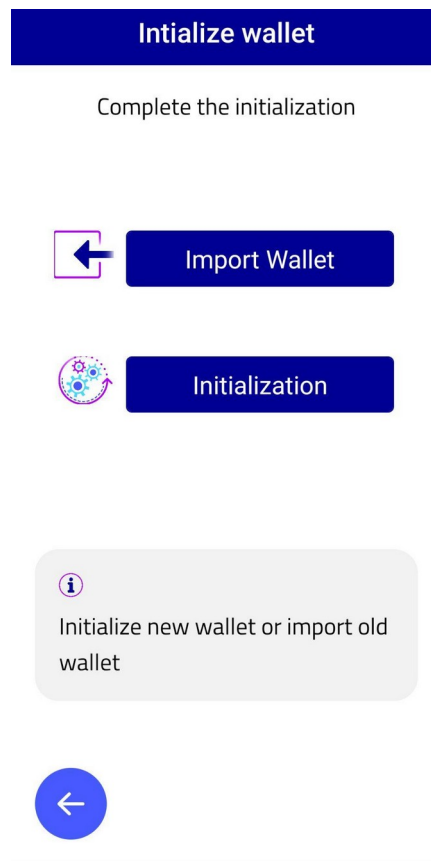 Intialize wallet
Complete the initialization
Import Wallet
Initialization
Initialize new wallet or import old
wallet